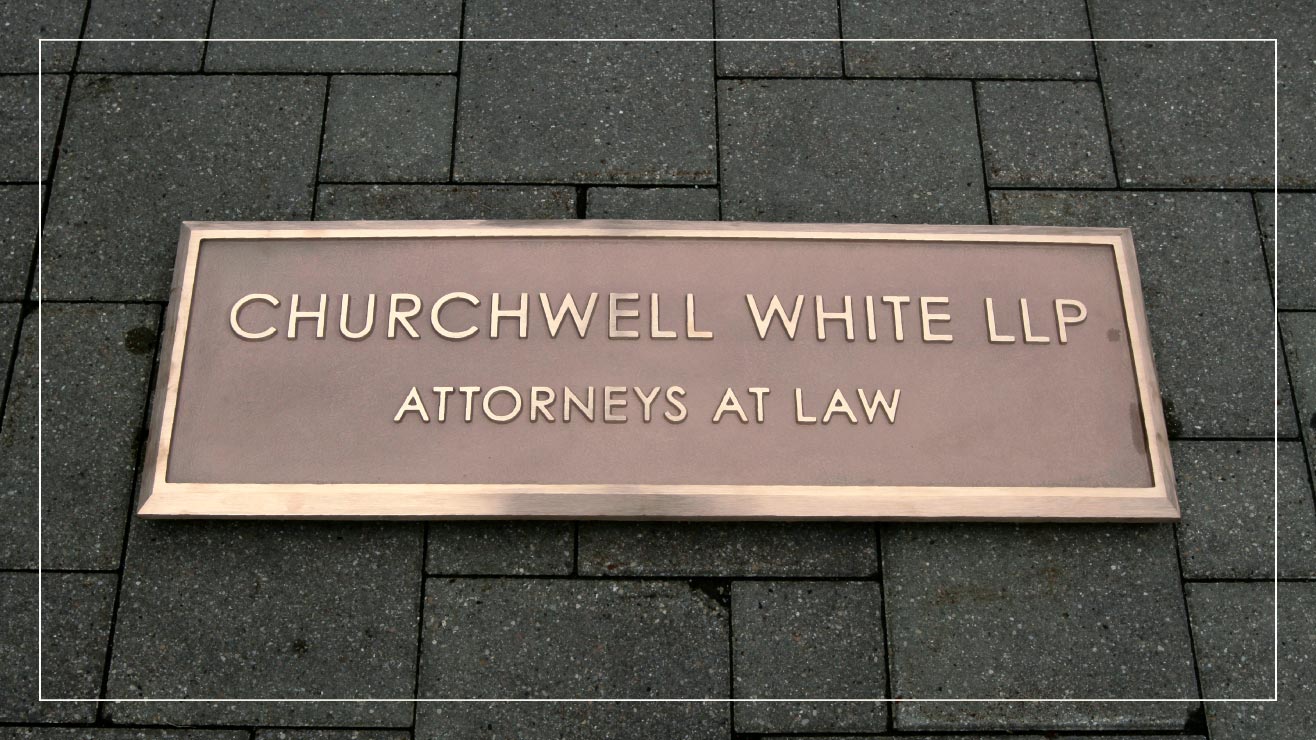 CHURCHWELL WHITE LLP
ATTORNEYS AT LAW